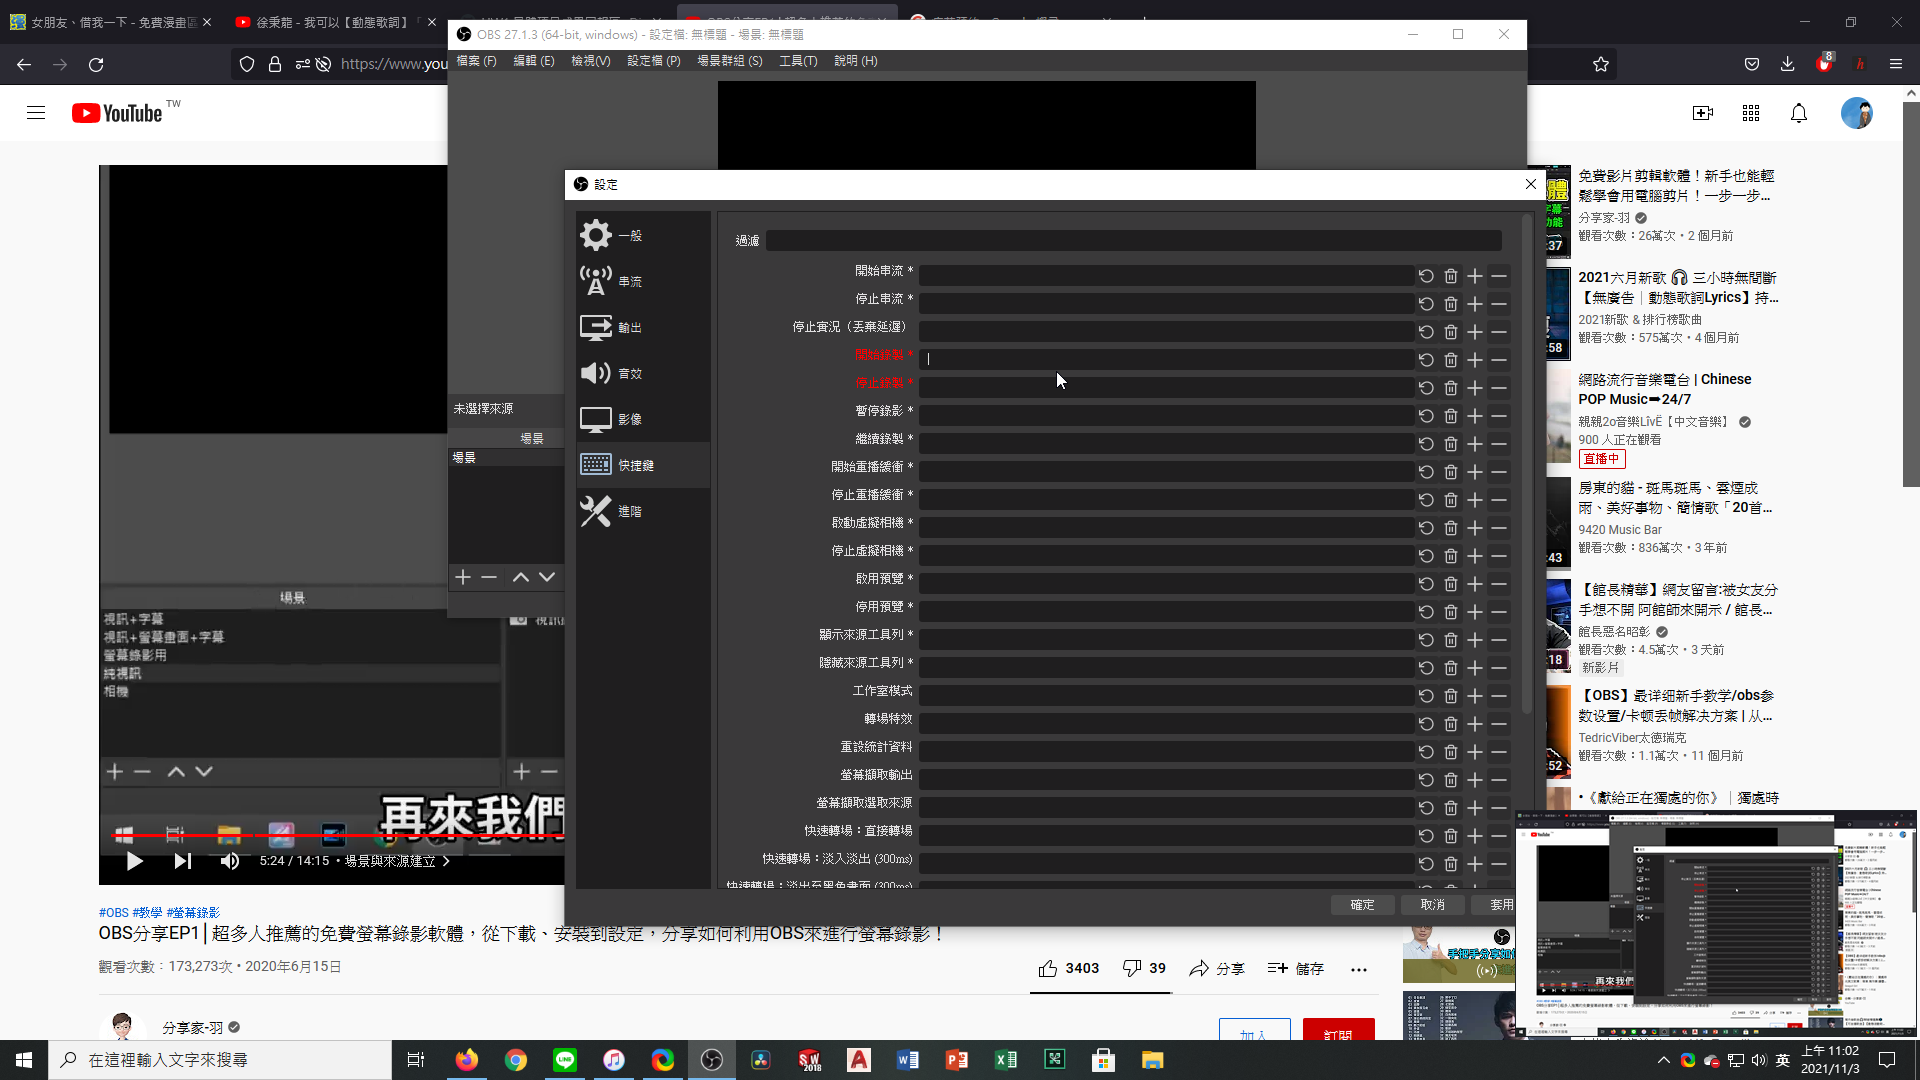 女朋友、借我一下 - 免費漫畫區
徐秉龍 - 我可以【動態歌詞】「
https://www.you
OBS 27.1.3 (64-bit, windows) - 設定檔: 無標題 - 場景: 無標題
檔案 (F)
編輯 (E)
檢視(V)
設定檔 (P)
場景群組 (S)
工具(T)
說明 (H)
8
YouTube TW
設定
一般
串流
輸出
音效
影像
快捷鍵
進階
過濾
開始串流 *
停止串流 *
停止實況（丟棄延遲）
開始錄製 *
停止錄製 *
暫停錄影 *
繼續錄製 *
開始重播緩衝 *
停止重播緩衝 *
啟動虛擬相機 *
停止虛擬相機 *
啟用預覽 *
停用預覽 *
顯示來源工具列 *
隱藏來源工具列 *
工作室模式
轉場特效
重設統計資料
螢幕擷取輸出
螢幕擷取選取來源
快速轉場：直接轉場
快速轉場：淡入淡出 (300ms)
快速轉場：淡出至黑色畫面 (300ms)
確定
取消
套用
未選擇來源
場景
場景
場景
視訊+字幕
視訊+螢幕畫面+字幕
螢幕錄影用
純視訊
相機
再來我們
5:24 / 14:15 • 場景與來源建立
#OBS #教學 #螢幕錄影
OBS分享EP1│超多人推薦的免費螢幕錄影軟體，從下載、安裝到設定，分享如何利用OBS來進行螢幕錄影！
觀看次數：173,273次 • 2020年6月15日
3403
39
分享
儲存
分享家-羽
加入
訂閱
免費影片剪輯軟體！新手也能輕
鬆學會用電腦剪片！一步一步...
分享家-羽
觀看次數：26萬次 • 2 個月前
:37
2021六月新歌 🎧 三小時無間斷
【無廣告｜動態歌詞Lyrics】持...
2021新歌 & 排行榜歌曲
觀看次數：575萬次 • 4 個月前
:58
網路流行音樂電台 | Chinese
POP Music➡24/7
親親2o音樂LîvË【中文音樂】
900 人正在觀看
直播中
房東的貓 - 斑馬斑馬、雲煙成
雨、美好事物、簡情歌「20首...
9420 Music Bar
觀看次數：836萬次 • 3 年前
:43
【館長精華】網友留言:被女友分
手想不開 阿館師來開示 / 館長...
館長惡名昭彰
觀看次數：4.5萬次 • 3 天前
新影片
:18
【OBS】最详细新手教学/obs参
数设置/卡顿丢帧解决方案 | 从...
TedricViber太德瑞克
觀看次數：1.1萬次 • 11 個月前
:52
•《獻給正在獨處的你》｜獨處時
在這裡輸入文字來搜尋
英
上午 11:02
2021/11/3